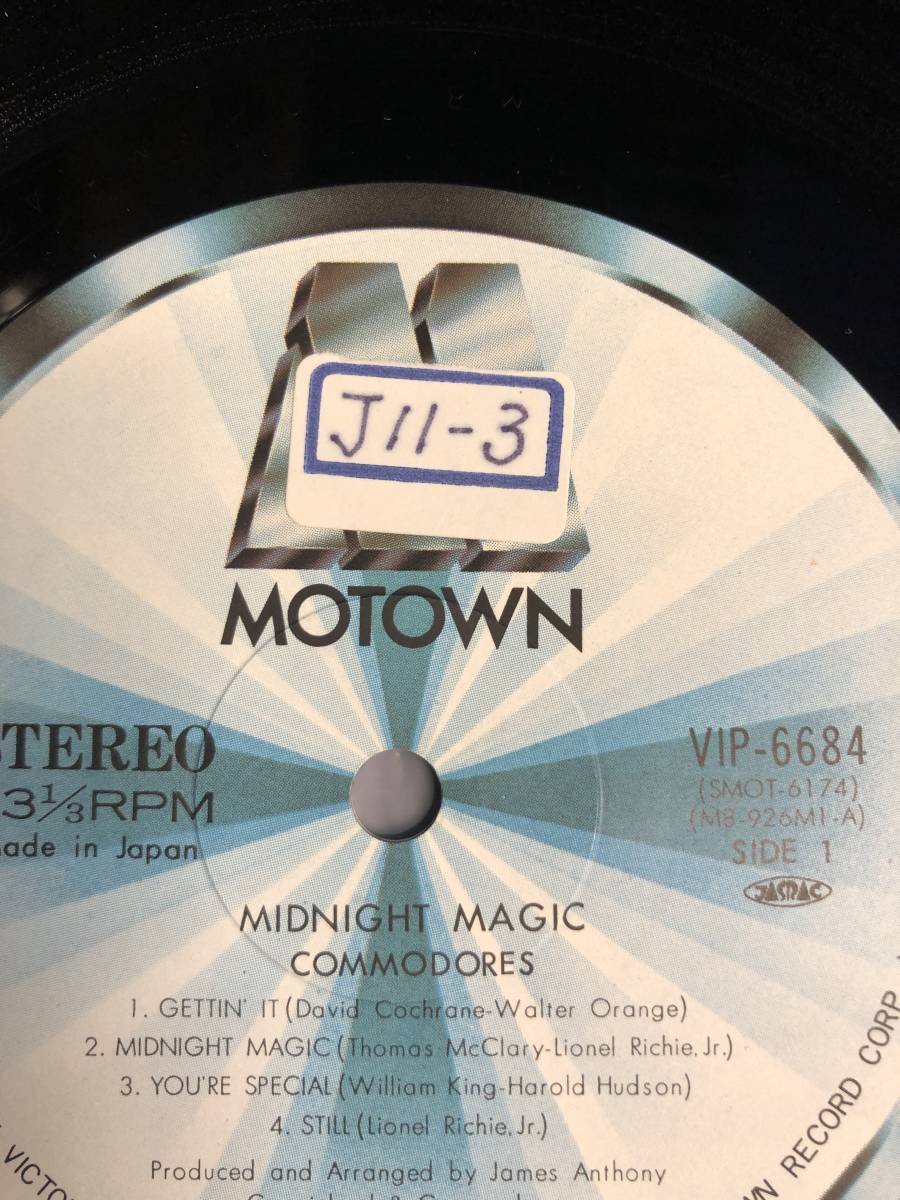 J11-3
MOTOWN
STEREO
33⅓RPM
Made in Japan
VIP-6684
(SMOT-6174)
(M8-926M1-A)
SIDE 1
JASRAC
MIDNIGHT MAGIC
COMMODORES
1. GETTIN' IT (David Cochrane-Walter Orange)
2. MIDNIGHT MAGIC (Thomas McClary-Lionel Richie, Jr.)
3. YOU'RE SPECIAL (William King-Harold Hudson)
4. STILL (Lionel Richie, Jr.)
Produced and Arranged by James Anthony
RECORD CORP